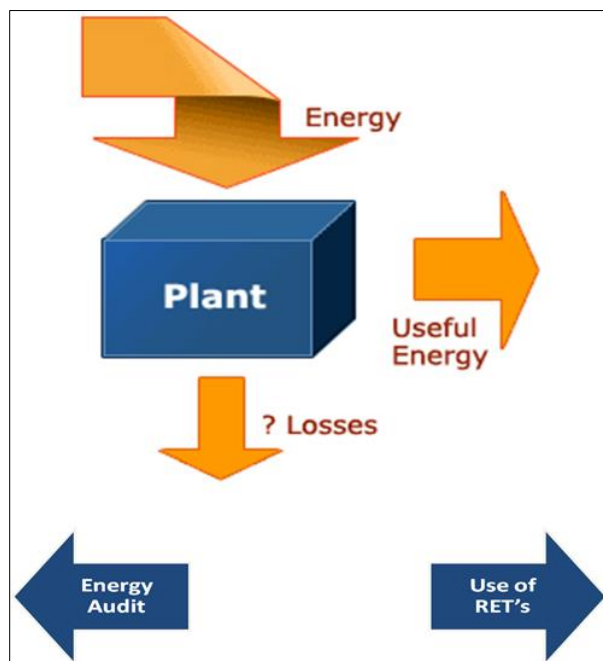 Energy
Plant
Useful
Energy
? Losses
Energy
Audit
Use of
RET's